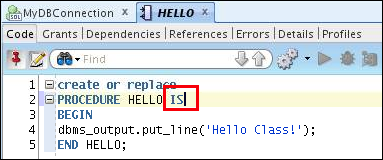 SQL MyDBConnection HELLO
Code Grants Dependencies References Errors Details Profiles
Find
1 create or replace
2 PROCEDURE HELLO IS
3 BEGIN
4 dbms_output.put_line('Hello Class!');
5 END HELLO;